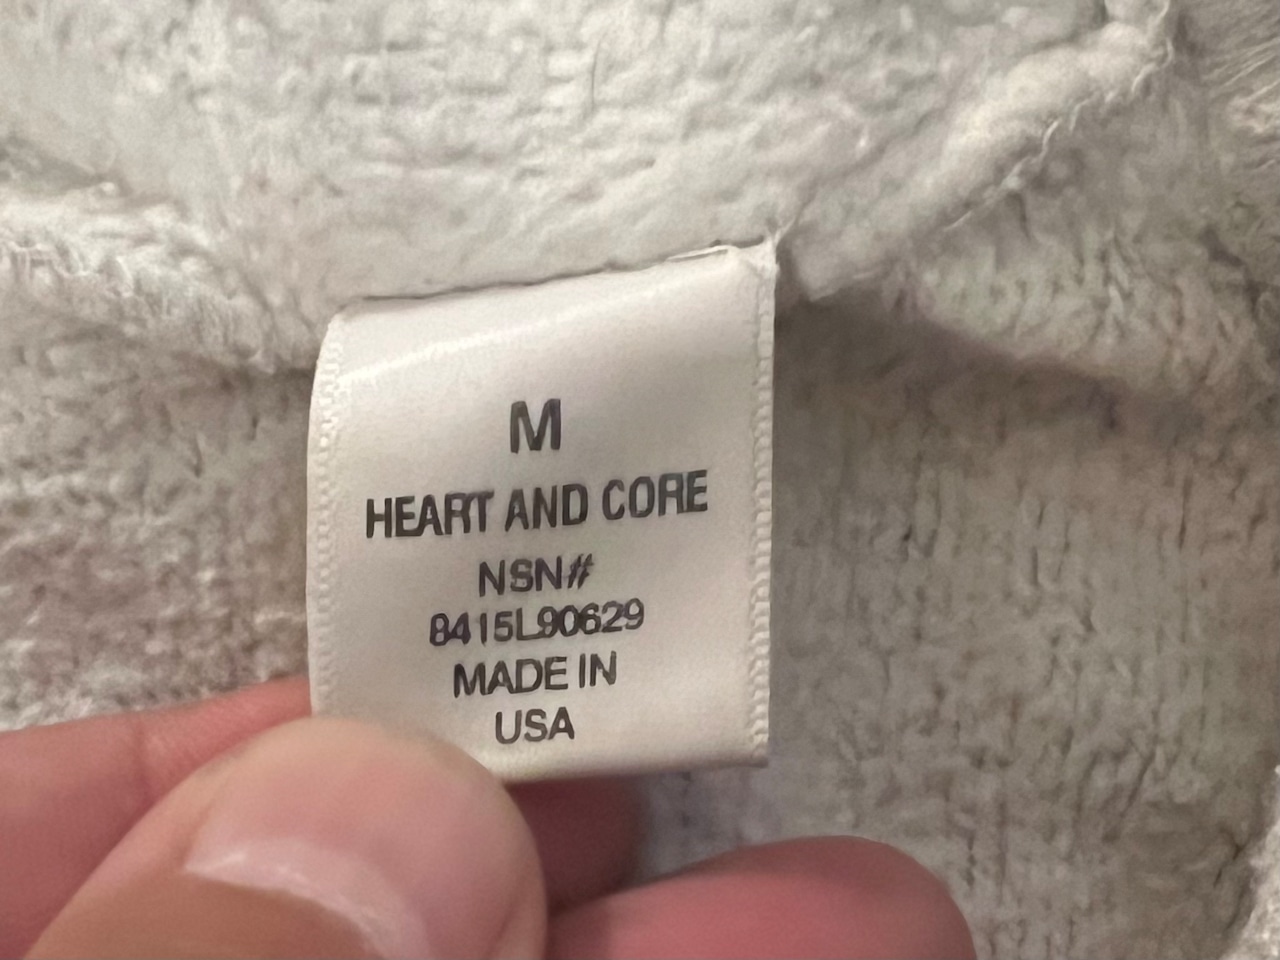 M
HEART AND CORE
NSN#
8415L90629
MADE IN
USA